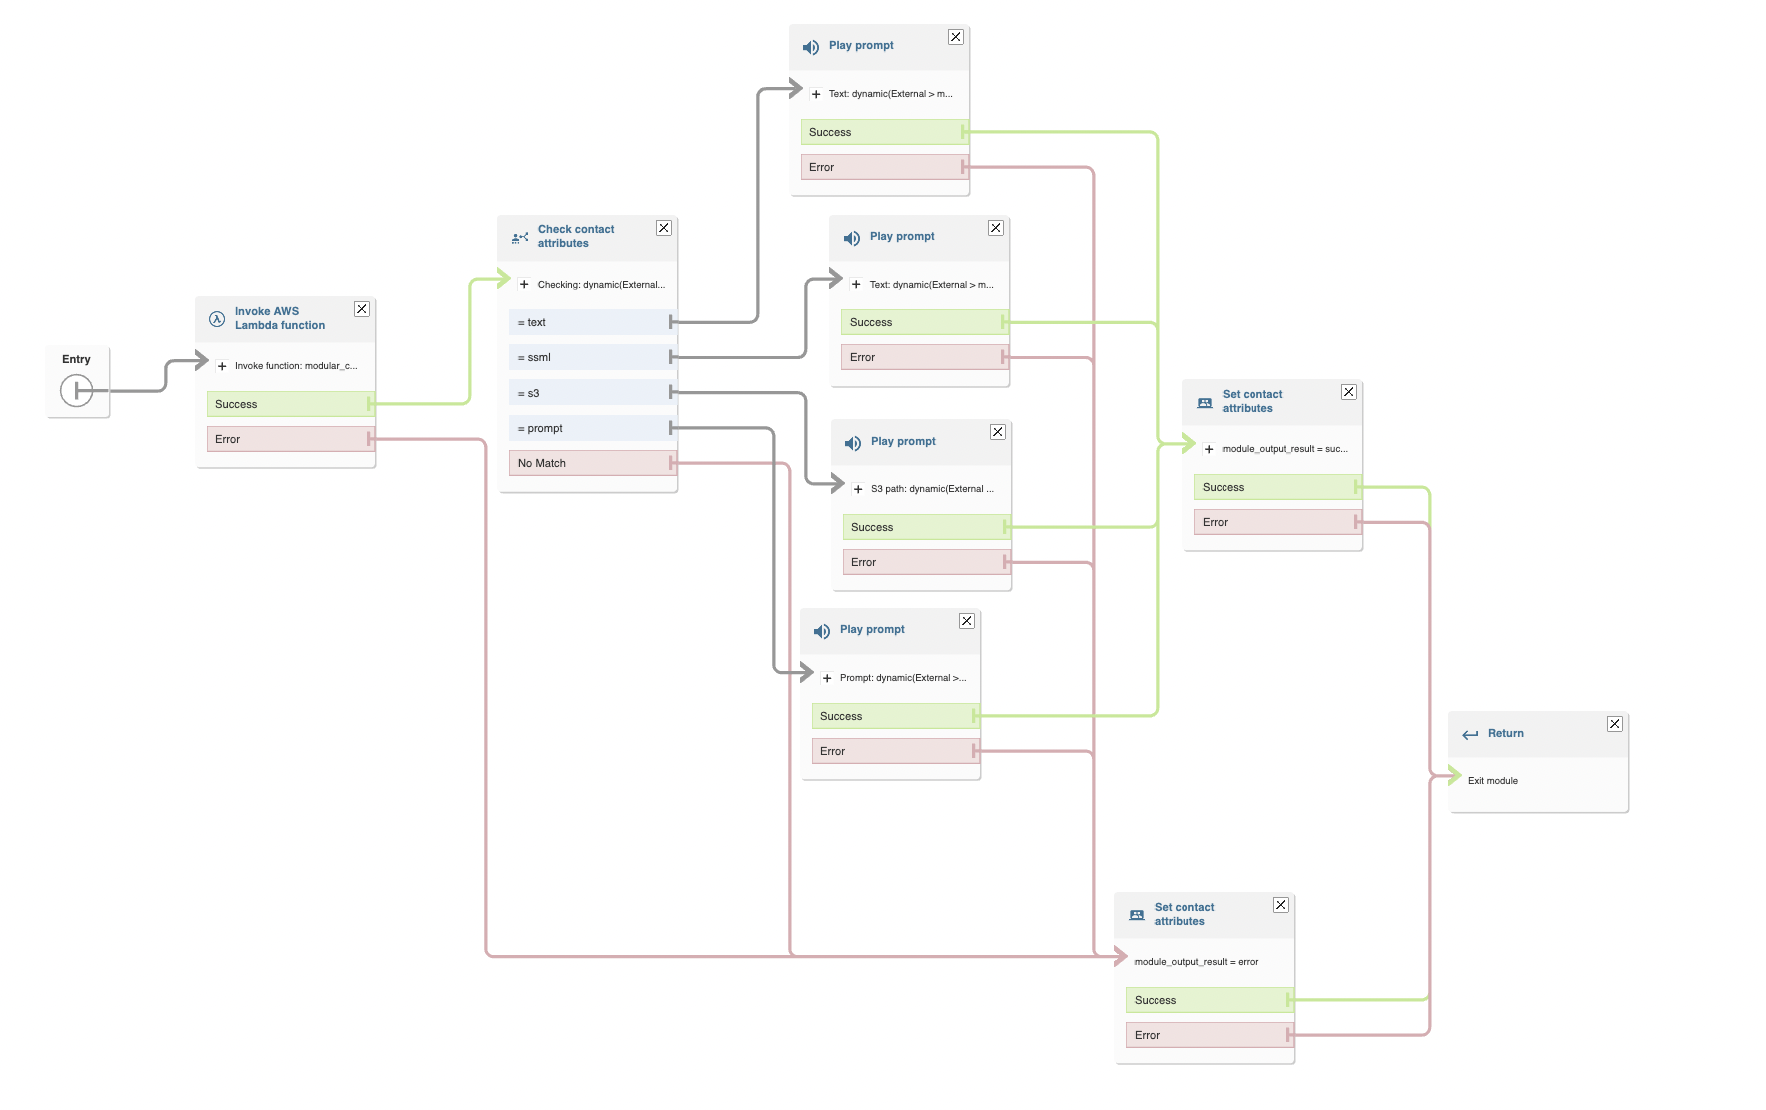 Entry
Invoke AWS
Lambda function
Invoke function: modular_c...
Success
Error
Check contact
attributes
Checking: dynamic(External...
= text
= ssml
= s3
= prompt
No Match
Play prompt
Text: dynamic(External > m...
Success
Error
Play prompt
Text: dynamic(External > m...
Success
Error
Play prompt
S3 path: dynamic(External ...
Success
Error
Play prompt
Prompt: dynamic(External >...
Success
Error
Set contact
attributes
module_output_result = suc...
Success
Error
Set contact
attributes
module_output_result = error
Success
Error
Return
Exit module